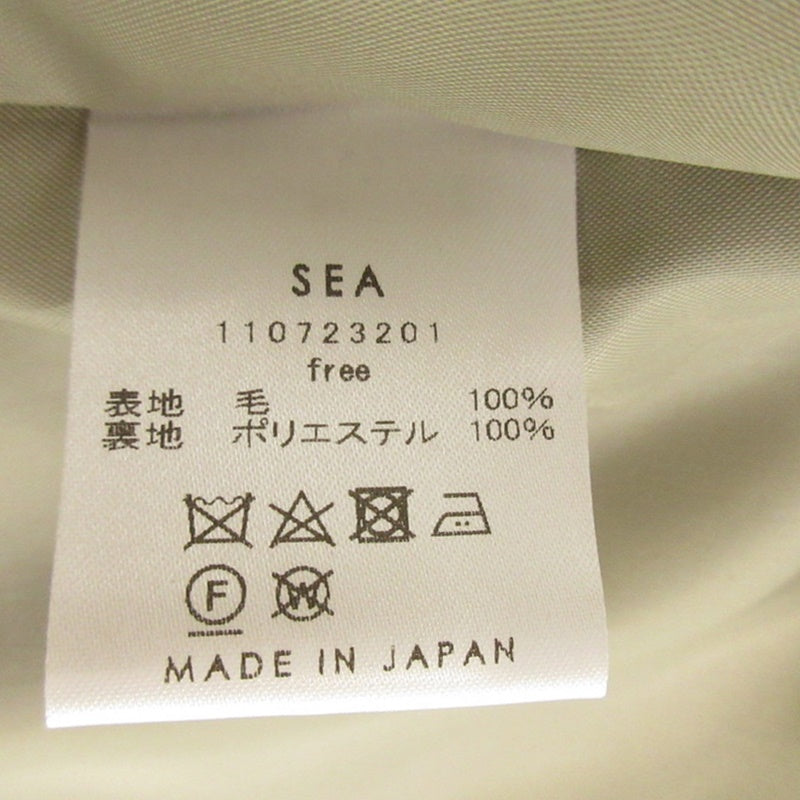 SEA
110723201
free
表地 毛 100%
裏地 ポリエステル 100%
F W
MADE IN JAPAN